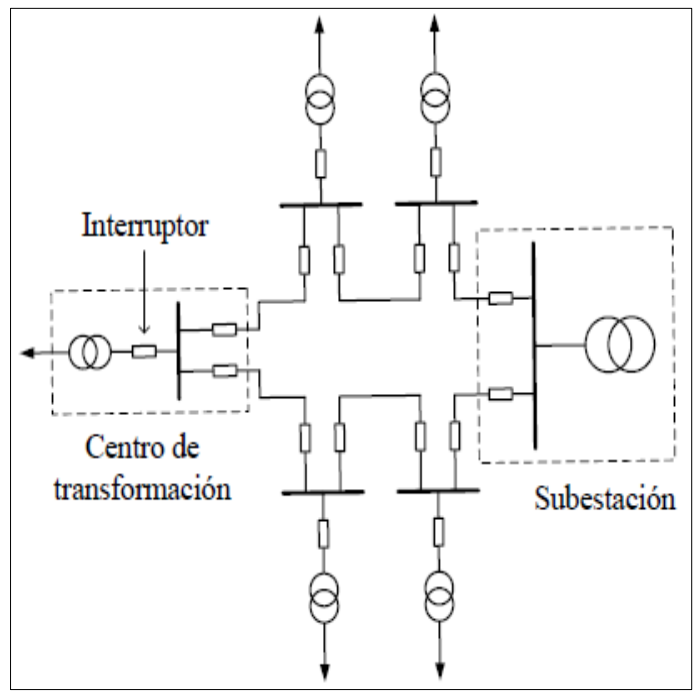 Interruptor
Centro de
transformación
Subestación